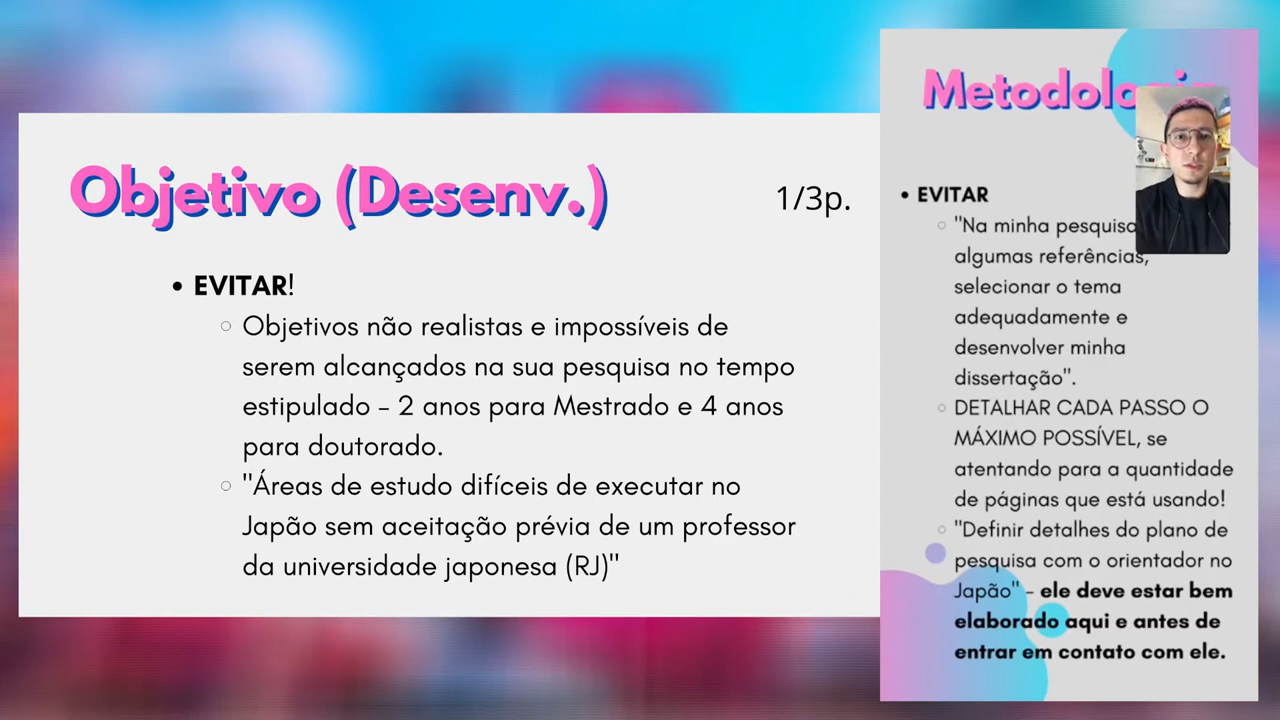 Objetivo (Desenv.)
1/3p.
• EVITAR!
○ Objetivos não realistas e impossíveis de
serem alcançados na sua pesquisa no tempo
estipulado - 2 anos para Mestrado e 4 anos
para doutorado.
○ "Áreas de estudo difíceis de executar no
Japão sem aceitação prévia de um professor
da universidade japonesa (RJ)"
• EVITAR
○ "Na minha pesquisa
algumas referências,
selecionar o tema
adequadamente e
desenvolver minha
dissertação".
○ DETALHAR CADA PASSO O
MÁXIMO POSSÍVEL, se
atentando para a quantidade
de páginas que está usando!
○ "Definir detalhes do plano de
pesquisa com o orientador no
Japão" - ele deve estar bem
elaborado aqui e antes de
entrar em contato com ele.